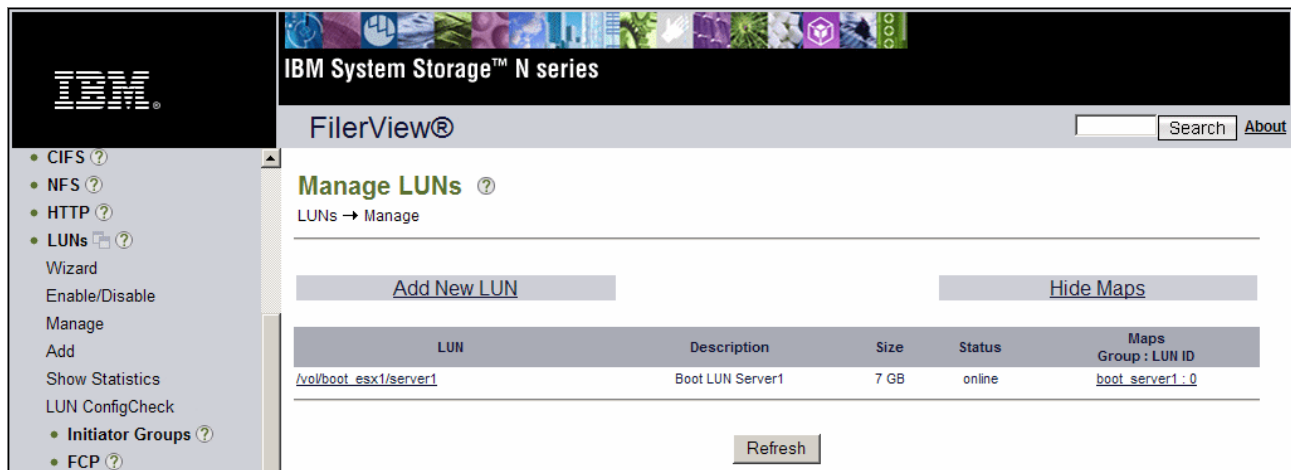 IBM®
IBM System Storage™ N series
FilerView®
Search About
• CIFS ?
• NFS ?
• HTTP ?
• LUNs ?
Wizard
Enable/Disable
Manage
Add
Show Statistics
LUN ConfigCheck
• Initiator Groups ?
• FCP ?
Manage LUNs ?
LUNs → Manage
Add New LUN Hide Maps
LUN Description Size Status Maps
Group : LUN ID
/vol/boot_esx1/server1 Boot LUN Server1 7 GB online boot_server1 : 0
Refresh